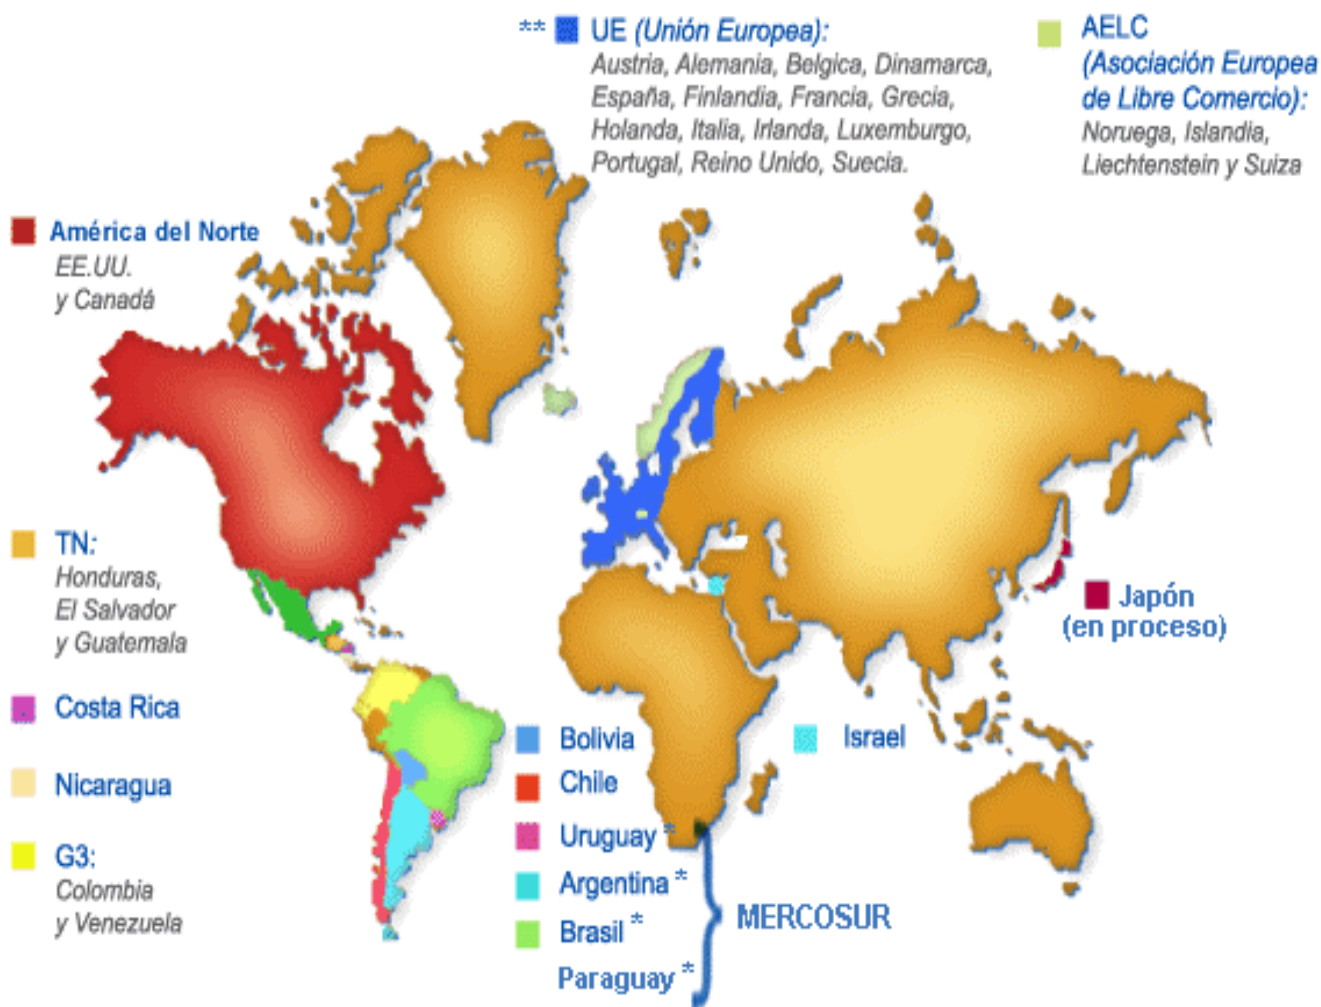 ** UE (Unión Europea):
Austria, Alemania, Belgica, Dinamarca,
España, Finlandia, Francia, Grecia,
Holanda, Italia, Irlanda, Luxemburgo,
Portugal, Reino Unido, Suecia.
AELC
(Asociación Europea
de Libre Comercio):
Noruega, Islandia,
Liechtenstein y Suiza
América del Norte
EE.UU.
y Canadá
TN:
Honduras,
El Salvador
y Guatemala
Costa Rica
Nicaragua
G3:
Colombia
y Venezuela
Japón
(en proceso)
Israel
Bolivia
Chile
Uruguay *
Argentina *
Brasil *
Paraguay *
MERCOSUR